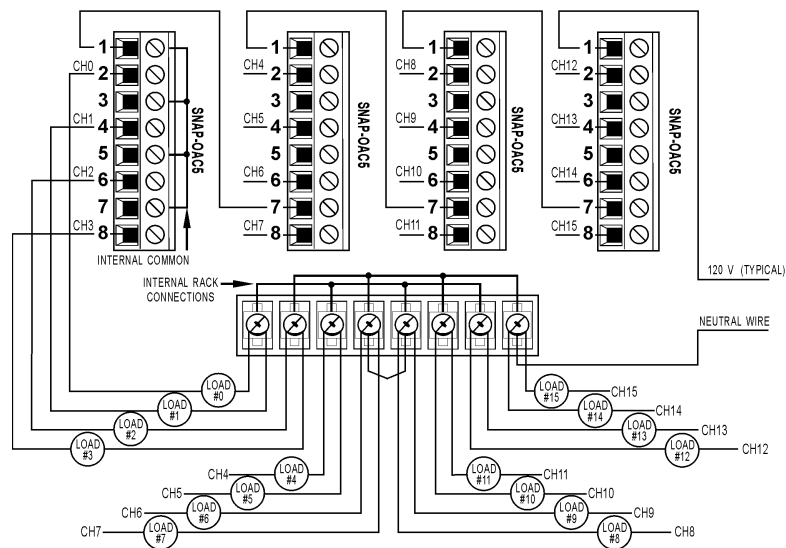 1
CH0
2
3
CH1
4
5
CH2
6
7
CH3
8
SNAP-OAC5
INTERNAL COMMON
1
CH4
2
3
CH5
4
5
CH6
6
7
CH7
8
SNAP-OAC5
1
CH8
2
3
CH9
4
5
CH10
6
7
CH11
8
SNAP-OAC5
1
CH12
2
3
CH13
4
5
CH14
6
7
CH15
8
SNAP-OAC5
120 V (TYPICAL)
INTERNAL RACK
CONNECTIONS
NEUTRAL WIRE
LOAD
#0
LOAD
#1
LOAD
#2
LOAD
#3
CH4
LOAD
#4
CH5
LOAD
#5
CH6
LOAD
#6
CH7
LOAD
#7
LOAD
#15
CH15
LOAD
#14
CH14
LOAD
#13
CH13
LOAD
#12
CH12
LOAD
#11
CH11
LOAD
#10
CH10
LOAD
#9
CH9
LOAD
#8
CH8